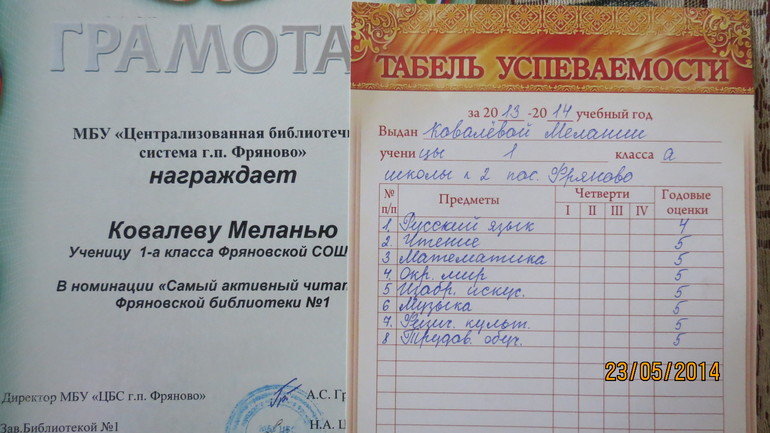 ГРАМОТА
МБУ «Централизованная библиотечн
система г.п. Фряново»
награждает
Ковалеву Меланью
Ученицу 1-а класса Фряновской СОШ
В номинации «Самый активный читат
Фряновской библиотеки №1
Директор МБУ «ЦБС г.п. Фряново» А.С. Гр
Зав.Библиотекой №1 Н.А. Ц
ТАБЕЛЬ УСПЕВАЕМОСТИ
за 2013-2014 учебный год
Выдан Ковалёвой Мелании
ученицы 1 класса а
школы № 2 пос. Фряново
№ п/п Предметы Четверти Годовые оценки
I II III IV
1. Русский язык 4
2. Чтение 5
3 Математика 5
4 Окр. мир 5
5 Изобр. искус. 5
6 Музыка 5
7. Физич. культ. 5
8 Трудов. обуч. 5
23/05/2014